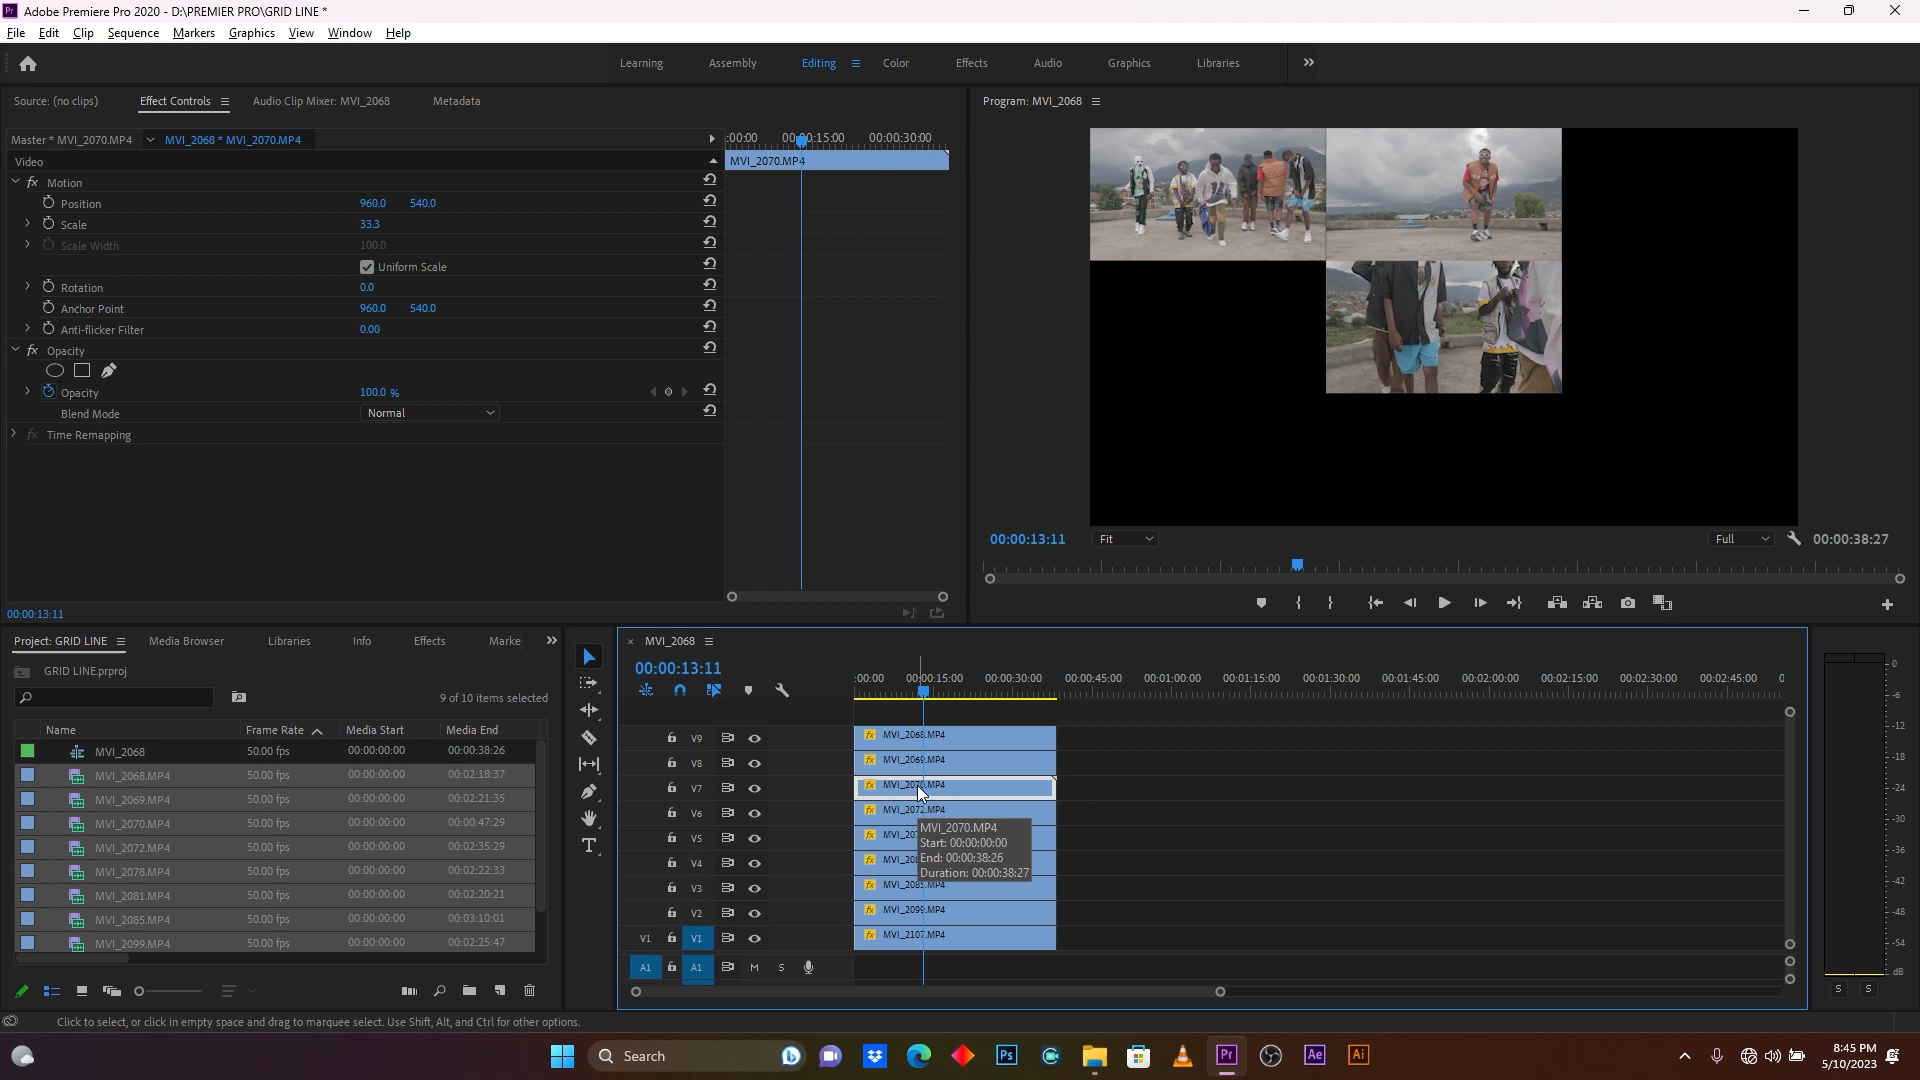 Adobe Premiere Pro 2020 - D:\PREMIER PRO\GRID LINE *
File Edit Clip Sequence Markers Graphics View Window Help
Learning Assembly Editing Color Effects Audio Graphics Libraries
Source: (no clips) Effect Controls Audio Clip Mixer: MVI_2068 Metadata
Program: MVI_2068
Master * MVI_2070.MP4 MVI_2068 * MVI_2070.MP4
:00:00 00:00:15:00 00:00:30:00
Video
MVI_2070.MP4
fx Motion
Position 960.0 540.0
Scale 33.3
Scale Width 100.0
Uniform Scale
Rotation 0.0
Anchor Point 960.0 540.0
Anti-flicker Filter 0.00
fx Opacity
Opacity 100.0 %
Blend Mode Normal
fx Time Remapping
00:00:13:11
00:00:13:11 Fit Full 00:00:38:27
Project: GRID LINE Media Browser Libraries Info Effects Marke
GRID LINE.prproj
9 of 10 items selected
Name Frame Rate Media Start Media End
MVI_2068 50.00 fps 00:00:00:00 00:00:38:26
MVI_2068.MP4 50.00 fps 00:00:00:00 00:02:18:37
MVI_2069.MP4 50.00 fps 00:00:00:00 00:02:21:35
MVI_2070.MP4 50.00 fps 00:00:00:00 00:00:47:29
MVI_2072.MP4 50.00 fps 00:00:00:00 00:02:35:29
MVI_2078.MP4 50.00 fps 00:00:00:00 00:02:22:33
MVI_2081.MP4 50.00 fps 00:00:00:00 00:02:20:21
MVI_2085.MP4 50.00 fps 00:00:00:00 00:03:10:01
MVI_2099.MP4 50.00 fps 00:00:00:00 00:02:25:47
MVI_2068
00:00:13:11
:00:00 00:00:15:00 00:00:30:00 00:00:45:00 00:01:00:00 00:01:15:00 00:01:30:00 00:01:45:00 00:02:00:00 00:02:15:00 00:02:30:00 00:02:45:00 0
V9 fx MVI_2068.MP4
V8 fx MVI_2069.MP4
V7 fx MVI_2070.MP4
V6 fx MVI_2072.MP4
V5 fx MVI_20
V4 fx MVI_20
V3 fx MVI_2085.MP4
V2 fx MVI_2099.MP4
V1 V1 fx MVI_2107.MP4
A1 A1 M S
MVI_2070.MP4
Start: 00:00:00:00
End: 00:00:38:26
Duration: 00:00:38:27
0
-6
-12
-18
-24
-30
-36
-42
-48
-54
dB
S S
Click to select, or click in empty space and drag to marquee select. Use Shift, Alt, and Ctrl for other options.
Search
Ps Pr Ae Ai
8:45 PM
5/10/2023